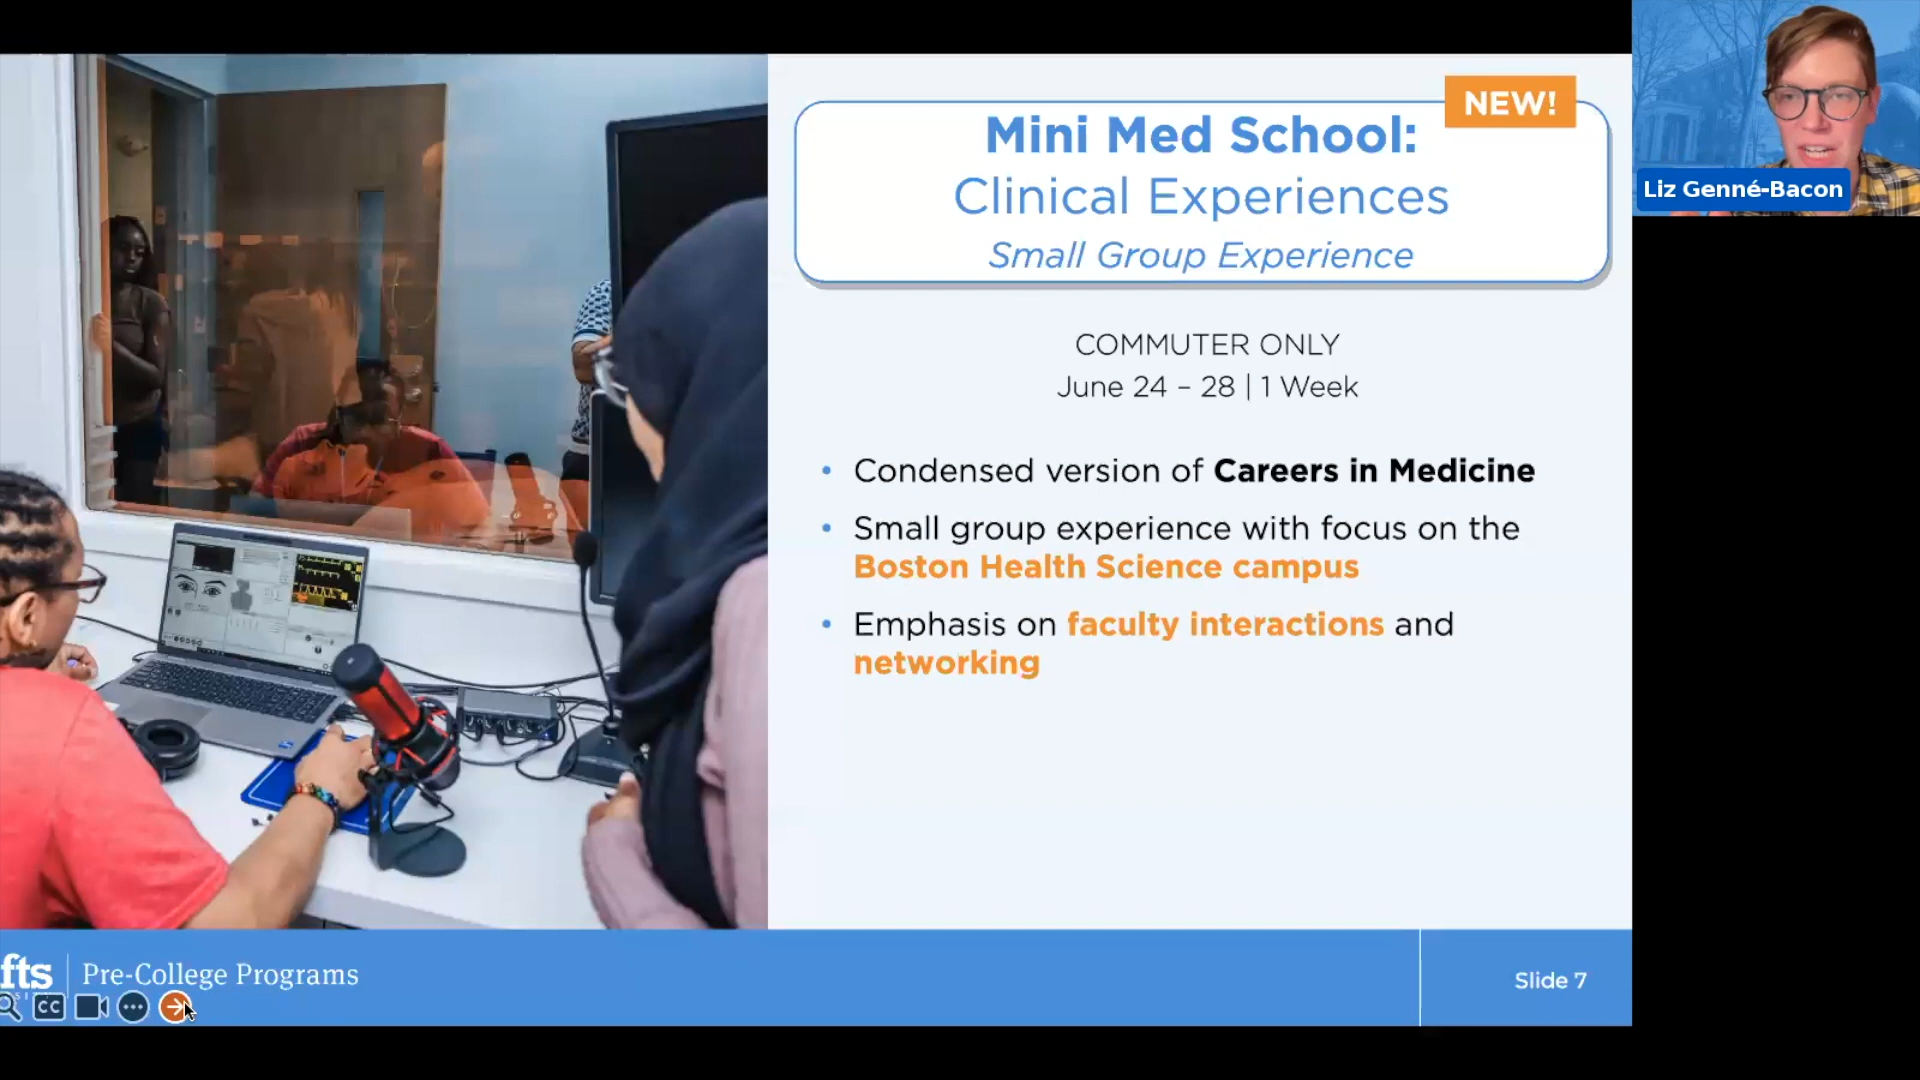 NEW!
Mini Med School:
Clinical Experiences
Small Group Experience
Liz Genné-Bacon
COMMUTER ONLY
June 24 – 28 | 1 Week
• Condensed version of Careers in Medicine
• Small group experience with focus on the
Boston Health Science campus
• Emphasis on faculty interactions and
networking
fts
Pre-College Programs
CC
Slide 7